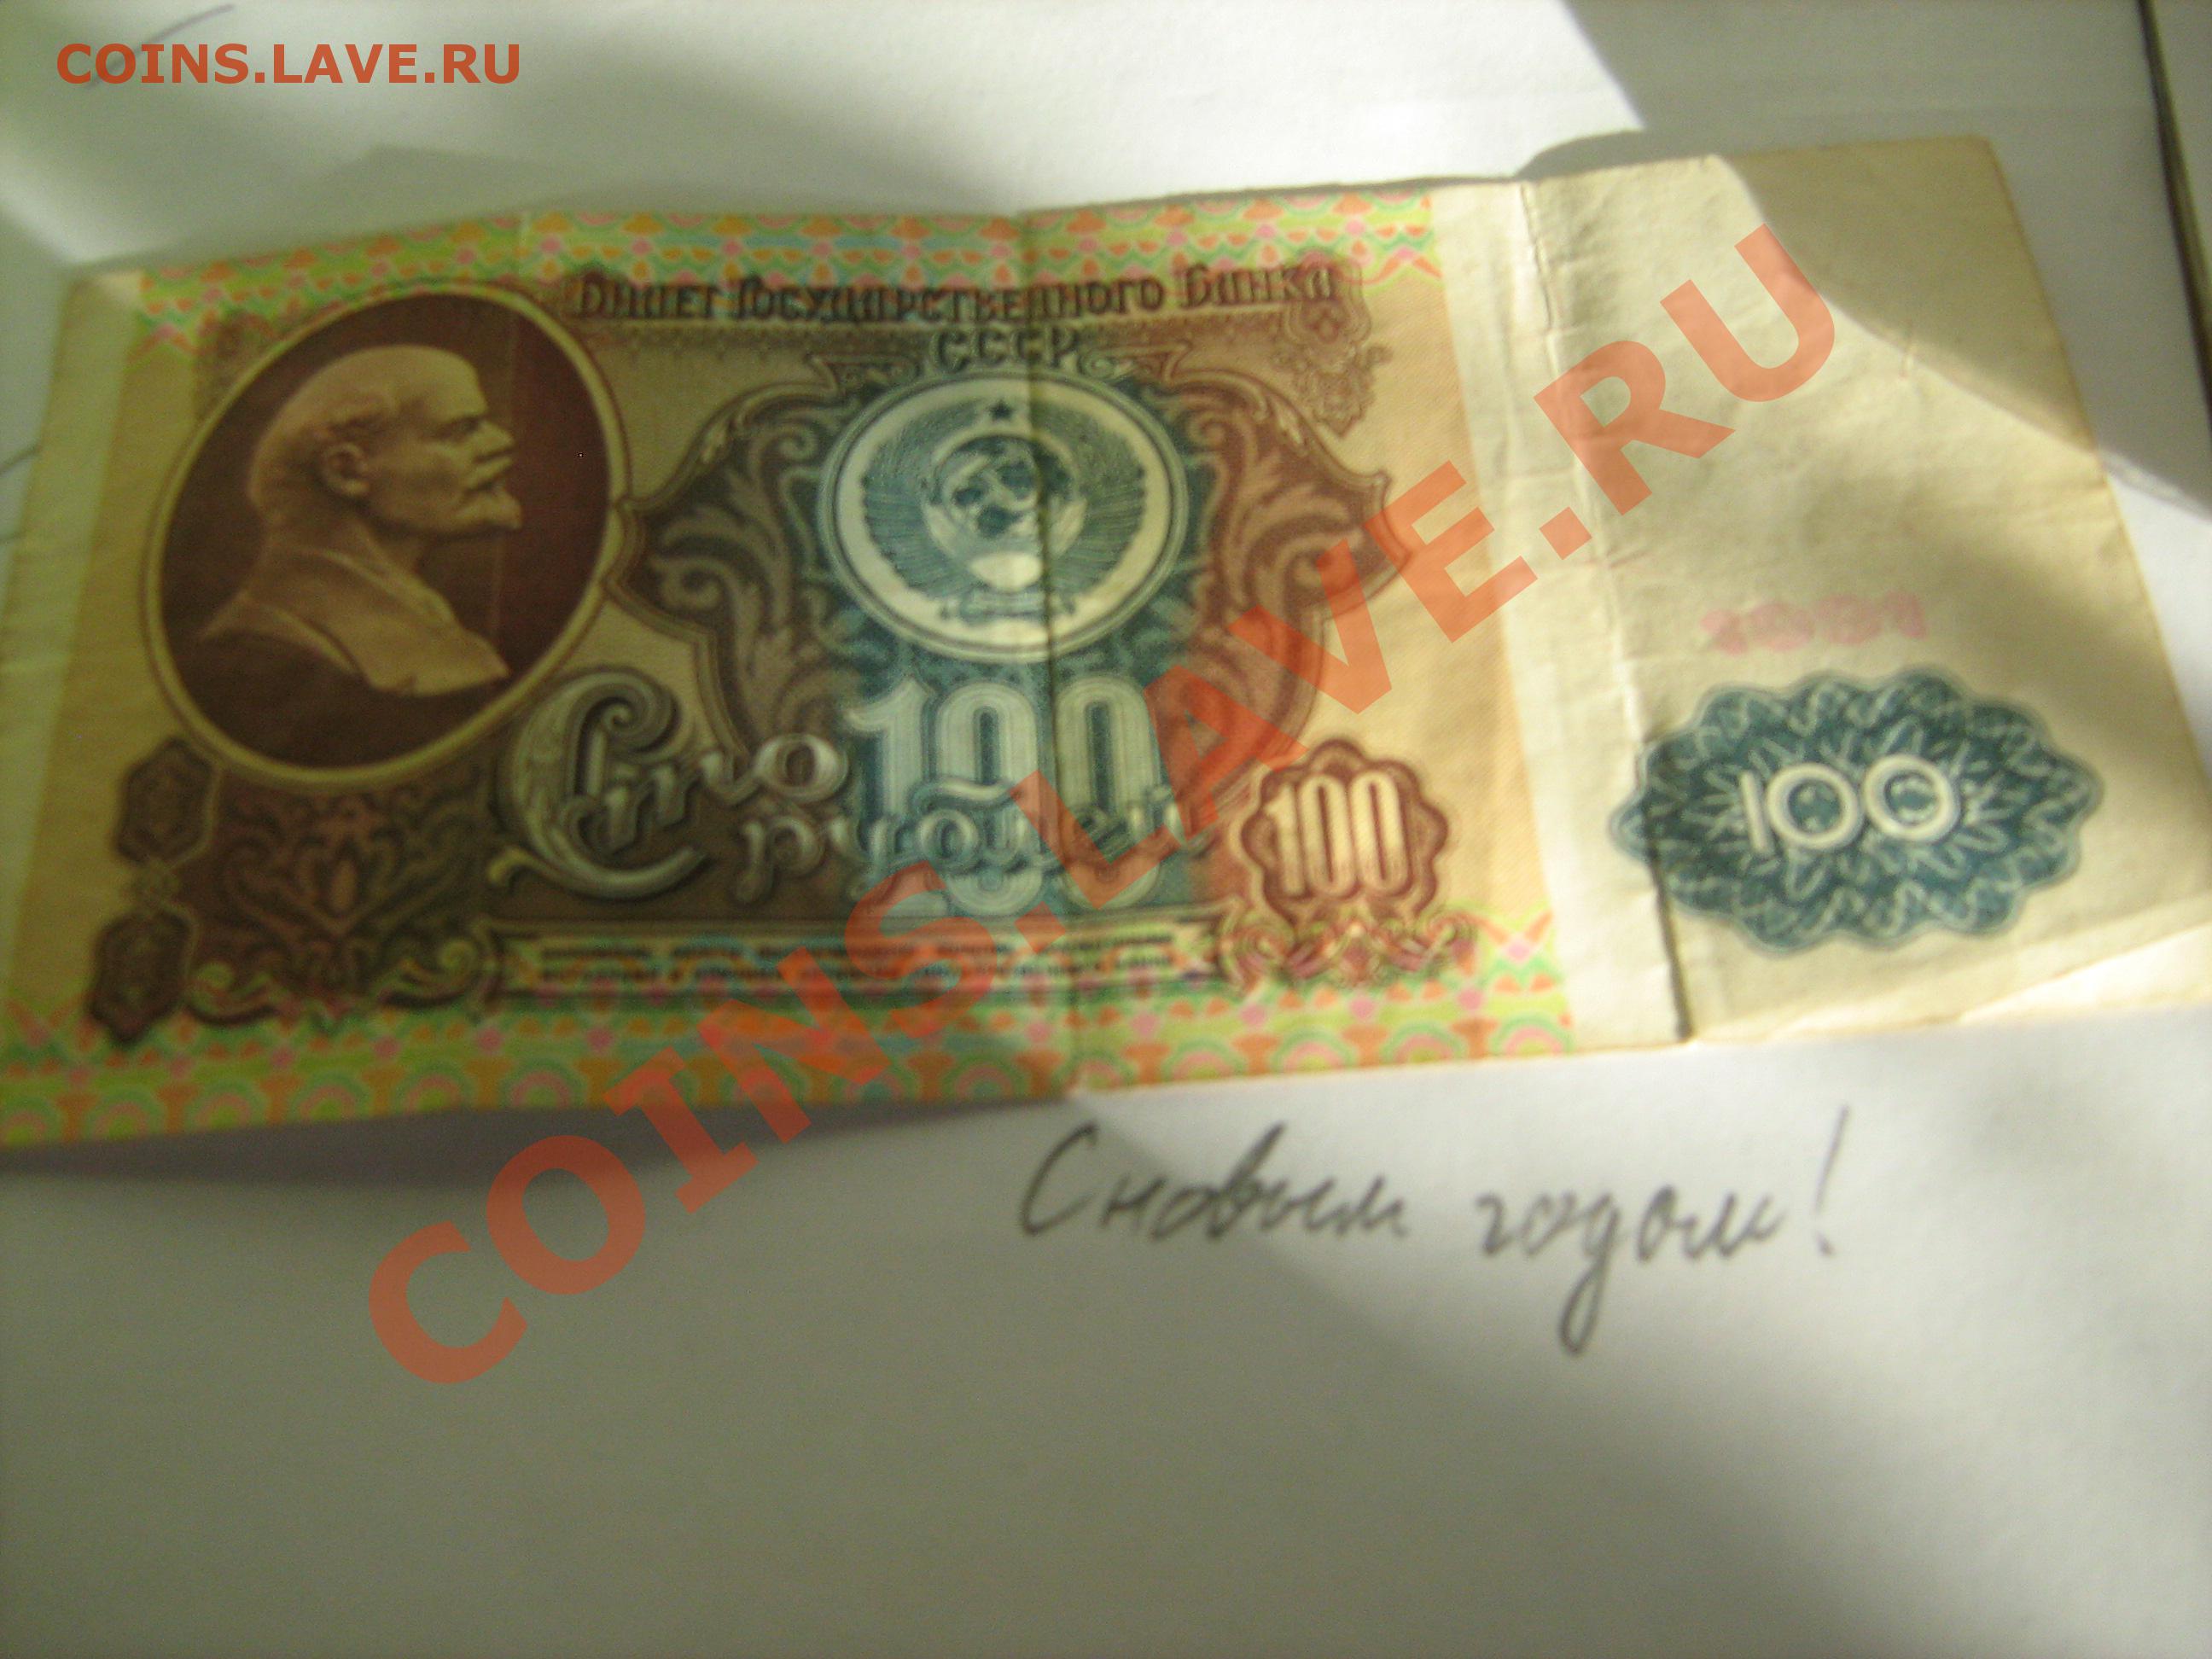 COINS.LAVE.RU
Билет Государственного Банка
СССР
1991
Сто
рублей
100
100
100
COINS.LAVE.RU
С новым годом!